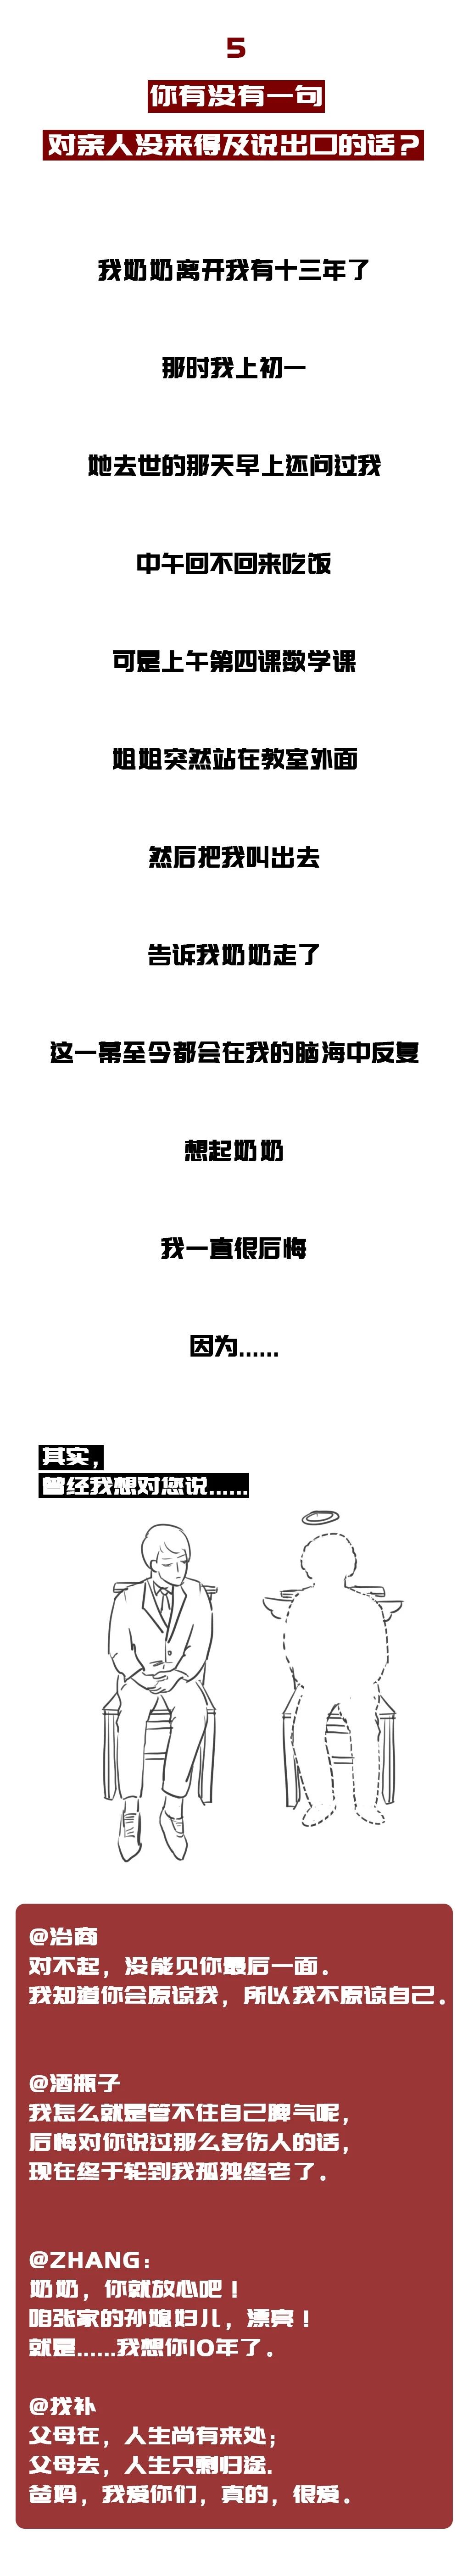 5
你有没有一句
对亲人没来得及说出口的话？
我奶奶离开我有十三年了
那时我上初一
她去世的那天早上还问过我
中午回不回来吃饭
可是上午第四课数学课
姐姐突然站在教室外面
然后把我叫出去
告诉我奶奶走了
这一幕至今都会在我的脑海中反复
想起奶奶
我一直很后悔
因为......
其实，
曾经我想对您说......
@治商
对不起，没能见你最后一面。
我知道你会原谅我，所以我不原谅自己。
@酒瓶子
我怎么就是管不住自己脾气呢，
后悔对你说过那么多伤人的话，
现在终于轮到我孤独终老了。
@ZHANG：
奶奶，你就放心吧！
咱张家的孙媳妇儿，漂亮！
就是......我想你10年了。
@找补
父母在，人生尚有来处；
父母去，人生只剩归途.
爸妈，我爱你们，真的，很爱。